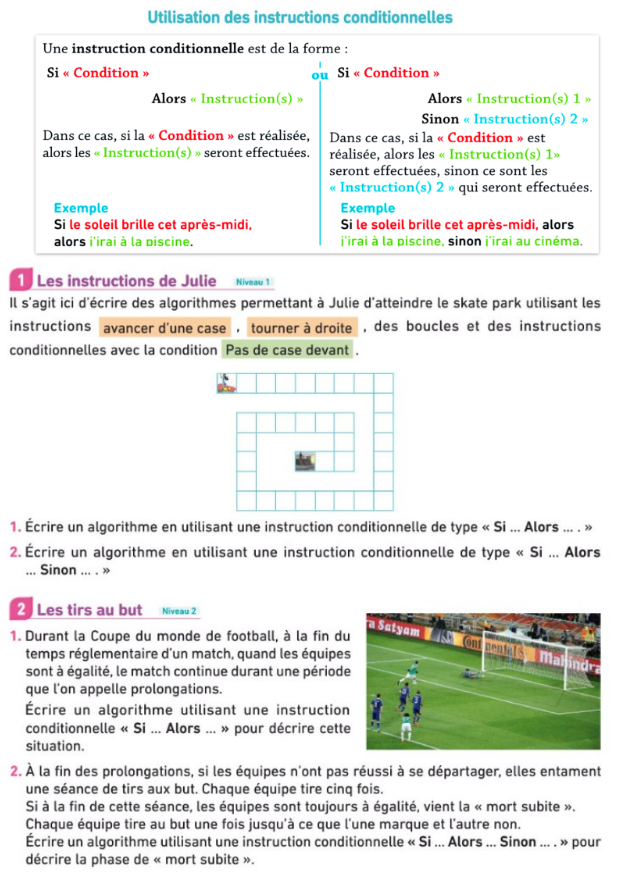 Utilisation des instructions conditionnelles
Une instruction conditionnelle est de la forme :
Si « Condition »
Alors « Instruction(s) »
Dans ce cas, si la « Condition » est réalisée,
alors les « Instruction(s) » seront effectuées.
Exemple
Si le soleil brille cet après-midi,
alors j'irai à la piscine.
ou
Si « Condition »
Alors « Instruction(s) 1 »
Sinon « Instruction(s) 2 »
Dans ce cas, si la « Condition » est
réalisée, alors les « Instruction(s) 1»
seront effectuées, sinon ce sont les
« Instruction(s) 2 » qui seront effectuées.
Exemple
Si le soleil brille cet après-midi, alors
j'irai à la piscine, sinon j'irai au cinéma.
1 Les instructions de Julie Niveau 1
Il s'agit ici d'écrire des algorithmes permettant à Julie d'atteindre le skate park utilisant les
instructions avancer d'une case , tourner à droite , des boucles et des instructions
conditionnelles avec la condition Pas de case devant .
1. Écrire un algorithme en utilisant une instruction conditionnelle de type « Si ... Alors ... . »
2. Écrire un algorithme en utilisant une instruction conditionnelle de type « Si ... Alors
... Sinon ... . »
2 Les tirs au but Niveau 2
1. Durant la Coupe du monde de football, à la fin du
temps réglementaire d'un match, quand les équipes
sont à égalité, le match continue durant une période
que l'on appelle prolongations.
Écrire un algorithme utilisant une instruction
conditionnelle « Si ... Alors ... » pour décrire cette
situation.
a Satyam
Continental
Mahindra
2. À la fin des prolongations, si les équipes n'ont pas réussi à se départager, elles entament
une séance de tirs aux but. Chaque équipe tire cinq fois.
Si à la fin de cette séance, les équipes sont toujours à égalité, vient la « mort subite ».
Chaque équipe tire au but une fois jusqu'à ce que l'une marque et l'autre non.
Écrire un algorithme utilisant une instruction conditionnelle « Si ... Alors ... Sinon ... . » pour
décrire la phase de « mort subite ».